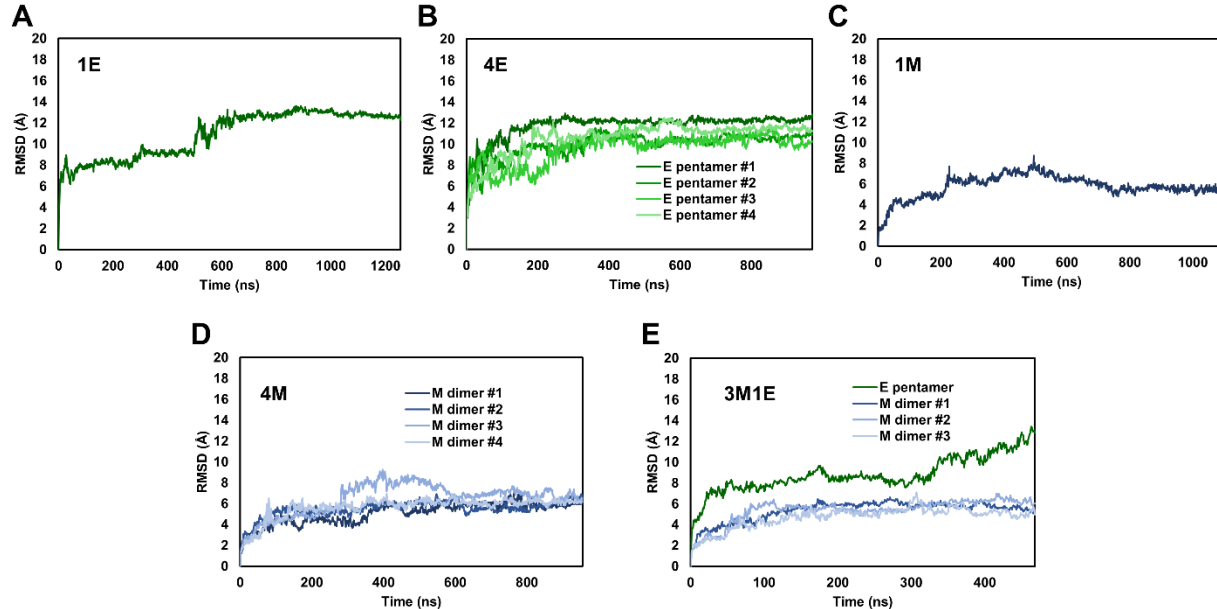 A
20
18
16
14
12
10
8
6
4
2
0
RMSD (Å)
1E
0 200 400 600 800 1000 1200
Time (ns)
B
20
18
16
14
12
10
8
6
4
2
0
RMSD (Å)
4E
E pentamer #1
E pentamer #2
E pentamer #3
E pentamer #4
0 200 400 600 800
Time (ns)
C
20
18
16
14
12
10
8
6
4
2
0
RMSD (Å)
1M
0 200 400 600 800 1000
Time (ns)
D
20
18
16
14
12
10
8
6
4
2
0
RMSD (Å)
4M
M dimer #1
M dimer #2
M dimer #3
M dimer #4
0 200 400 600 800
Time (ns)
E
20
18
16
14
12
10
8
6
4
2
0
RMSD (Å)
3M1E
E pentamer
M dimer #1
M dimer #2
M dimer #3
0 100 200 300 400
Time (ns)